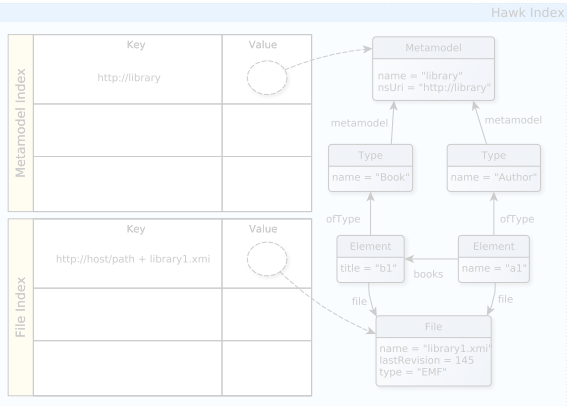 Hawk Index
Metamodel Index
Key
Value
http://library
File Index
Key
Value
http://host/path + library1.xmi
Metamodel
name = "library"
nsUri = "http://library"
metamodel
metamodel
Type
name = "Book"
Type
name = "Author"
ofType
ofType
Element
title = "b1"
books
Element
name = "a1"
file
file
File
name = "library1.xmi"
lastRevision = 145
type = "EMF"